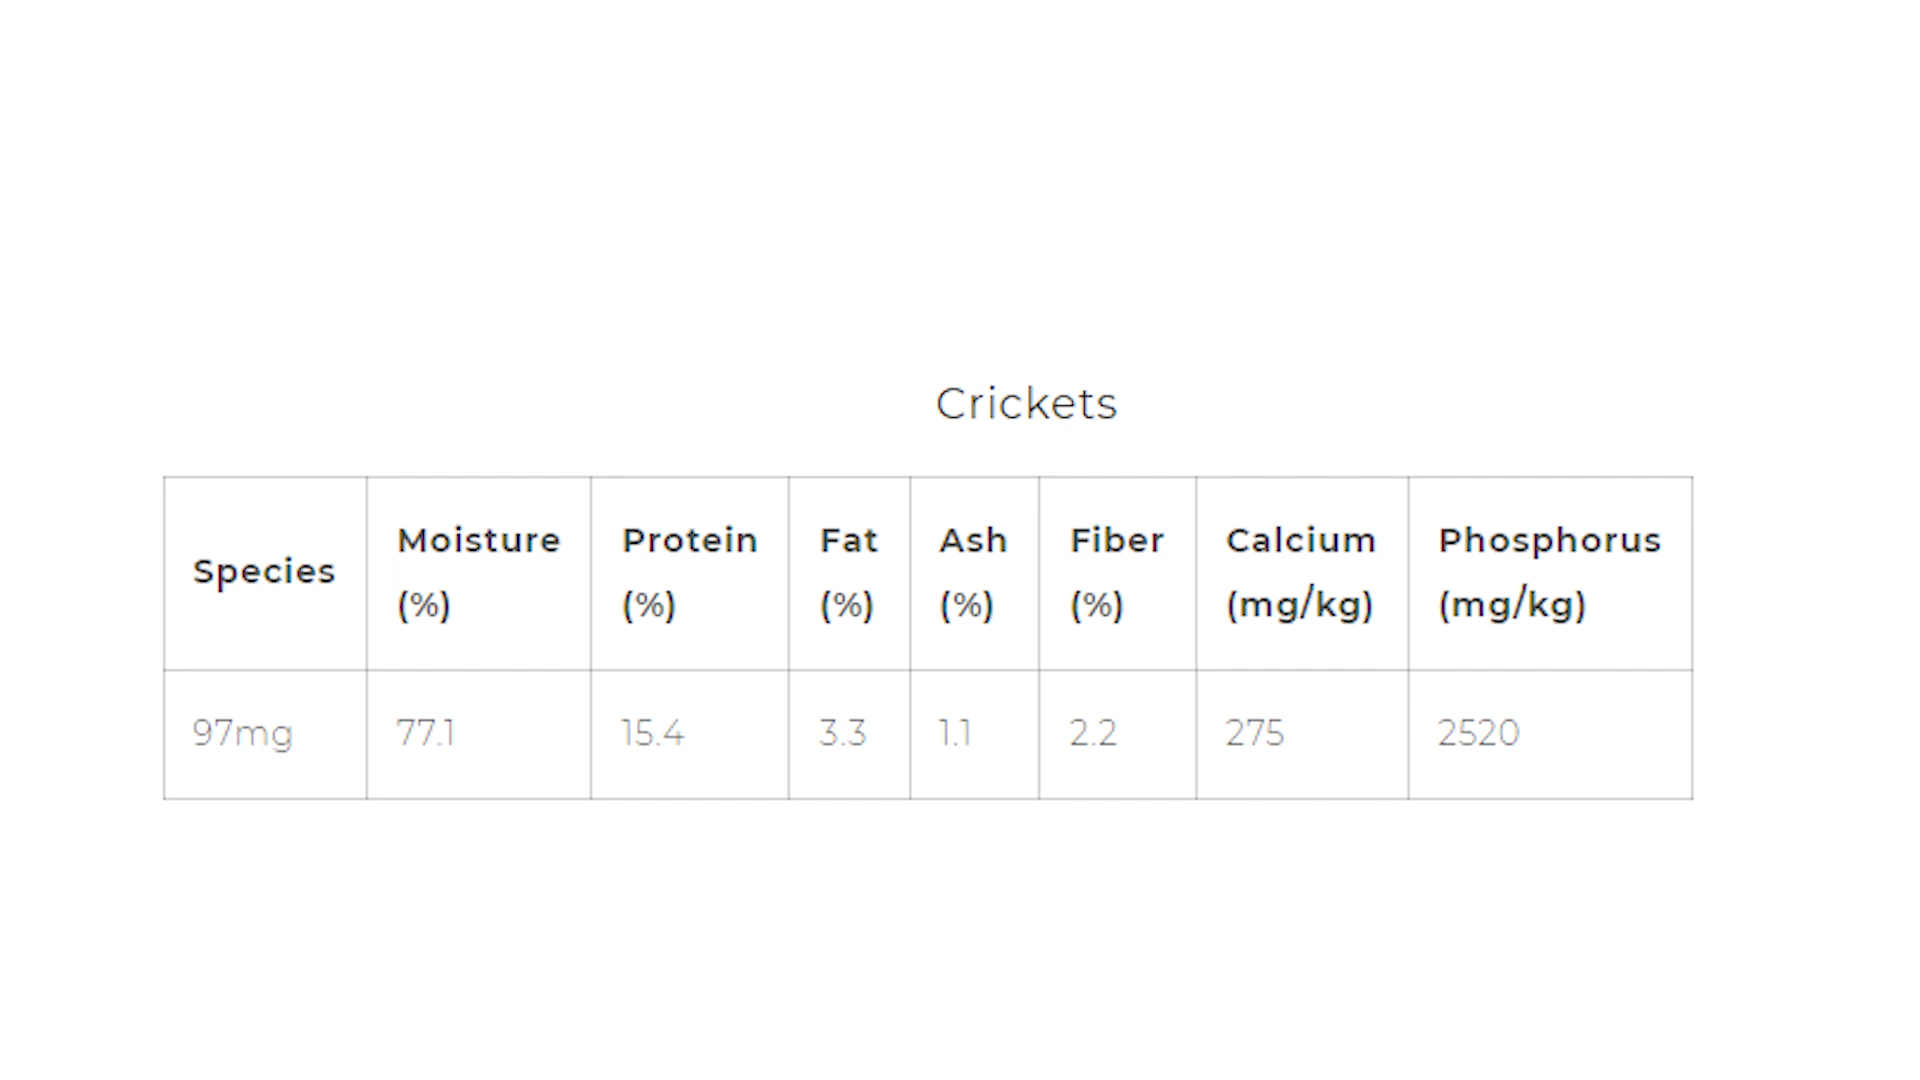 Crickets
Species Moisture (%) Protein (%) Fat (%) Ash (%) Fiber (%) Calcium (mg/kg) Phosphorus (mg/kg)
97mg 77.1 15.4 3.3 1.1 2.2 275 2520